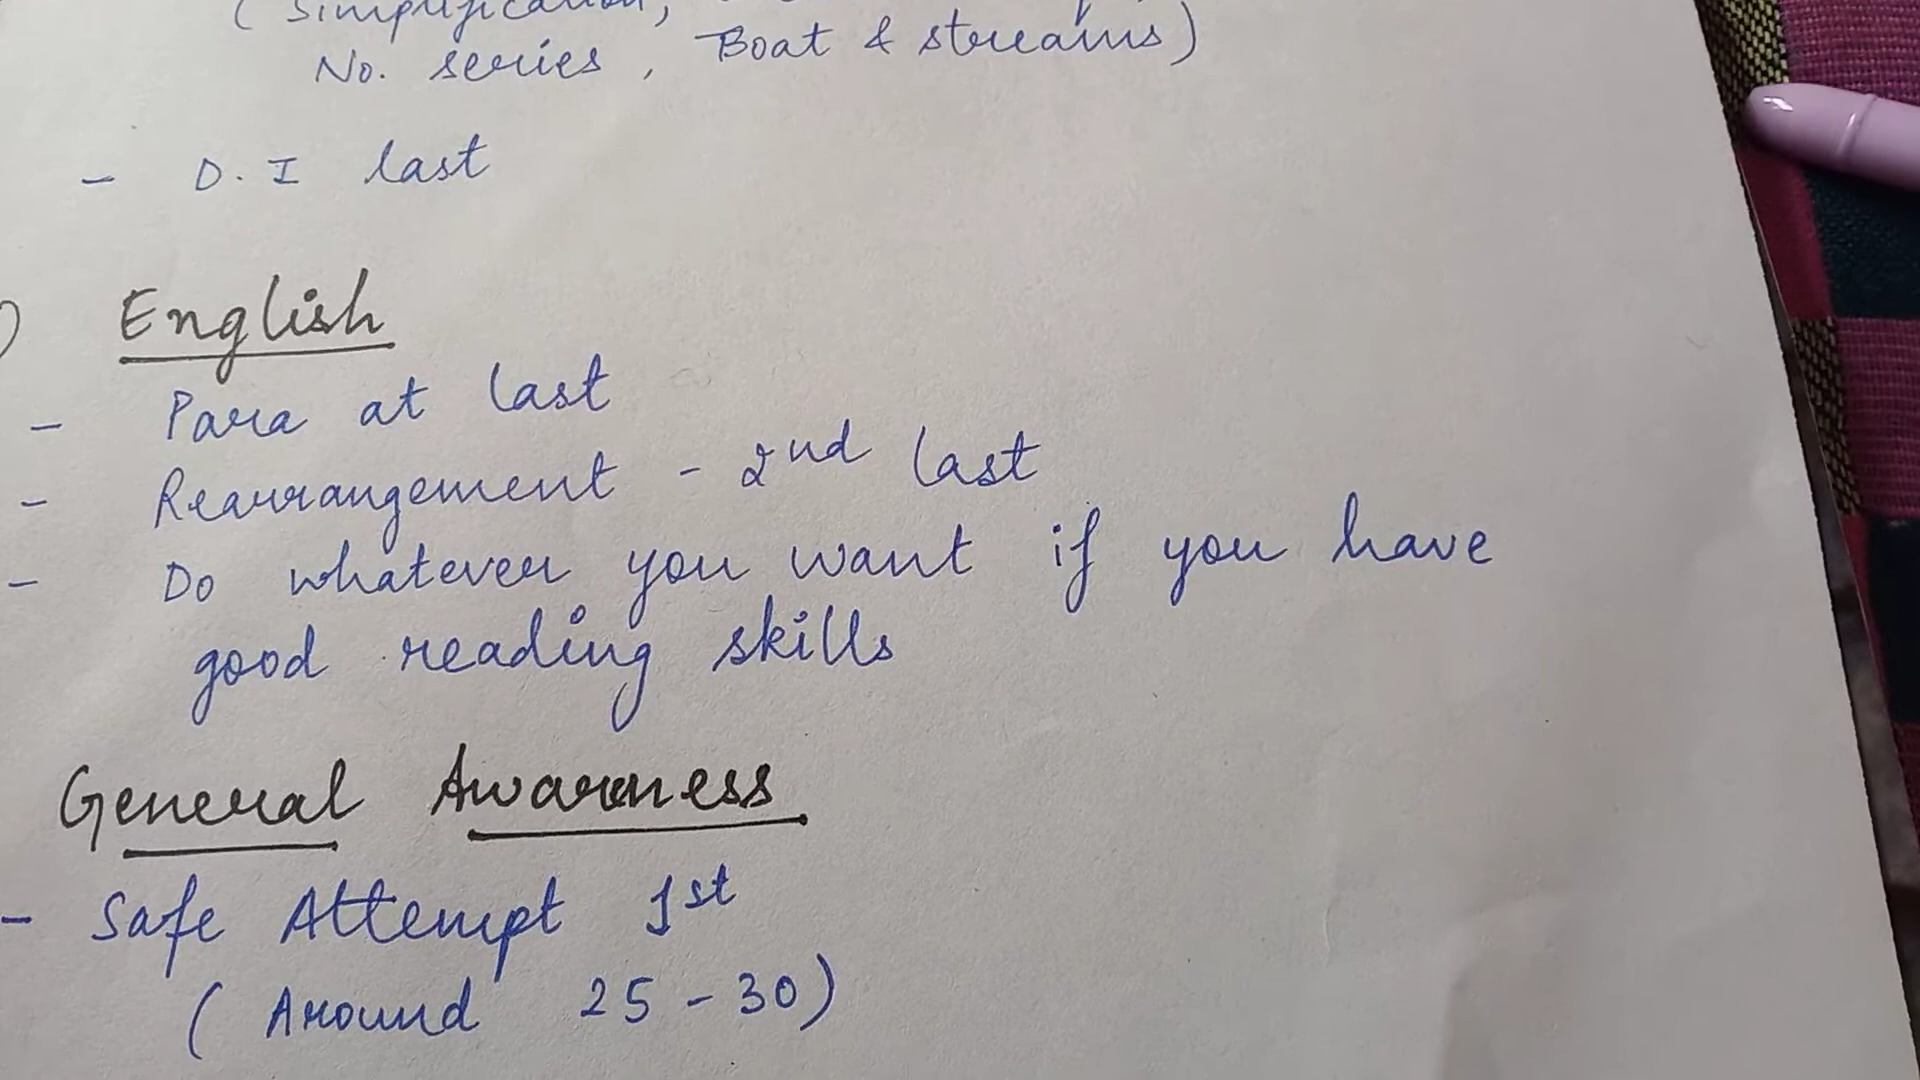 ( Simplification,
No. series, Boat & streams)
- D.I last
English
- Para at last
- Rearrangement - 2nd last
- Do whatever you want if you have
good reading skills
General Awareness
- Safe Attempt 1st
( Around 25-30)